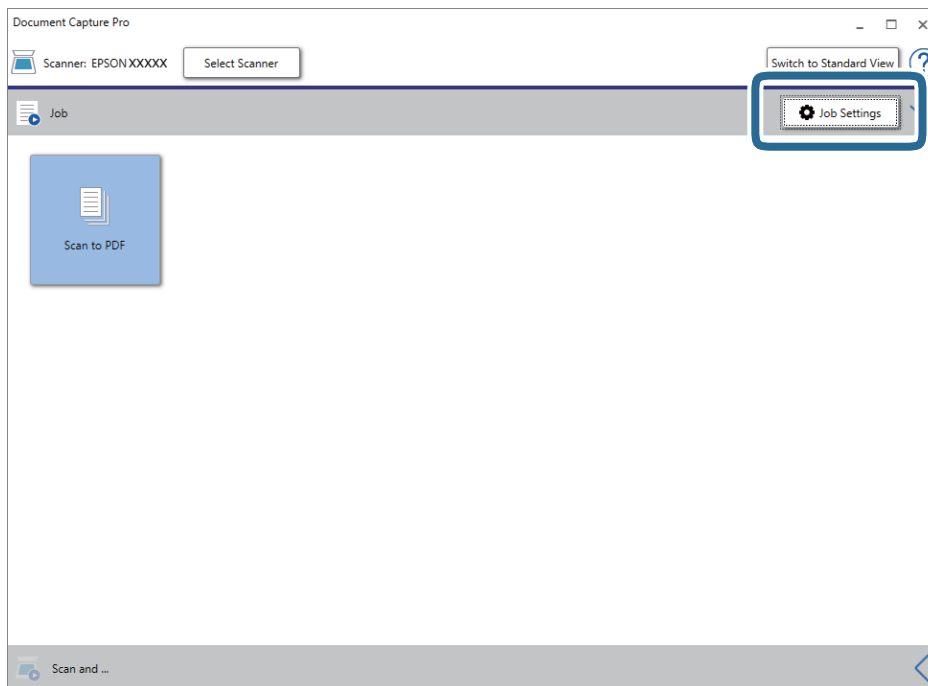 Document Capture Pro
Scanner: EPSON XXXXX
Select Scanner
Switch to Standard View
?
Job
Job Settings
Scan to PDF
Scan and ...